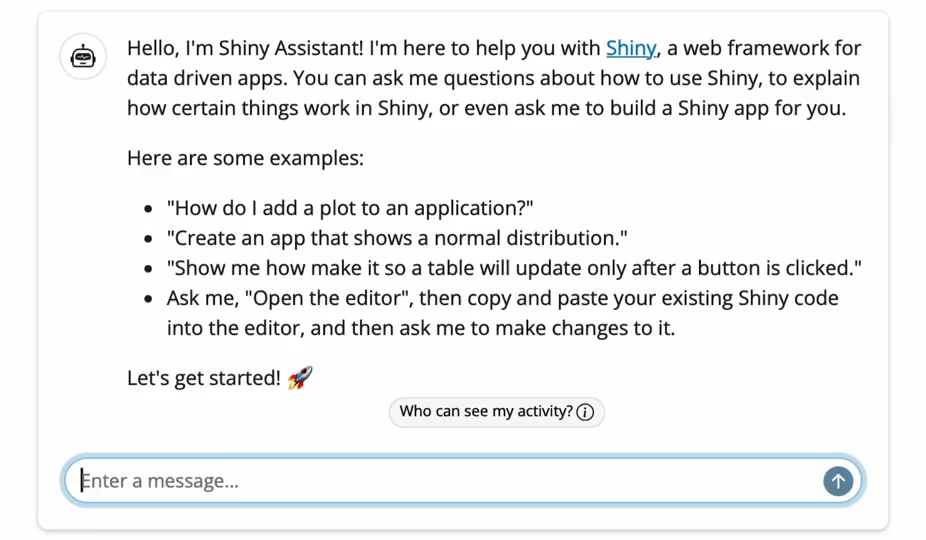 Hello, I'm Shiny Assistant! I'm here to help you with Shiny, a web framework for
data driven apps. You can ask me questions about how to use Shiny, to explain
how certain things work in Shiny, or even ask me to build a Shiny app for you.
Here are some examples:
• "How do I add a plot to an application?"
• "Create an app that shows a normal distribution."
• "Show me how make it so a table will update only after a button is clicked."
• Ask me, "Open the editor", then copy and paste your existing Shiny code
into the editor, and then ask me to make changes to it.
Let's get started! 🚀
Who can see my activity?
Enter a message...